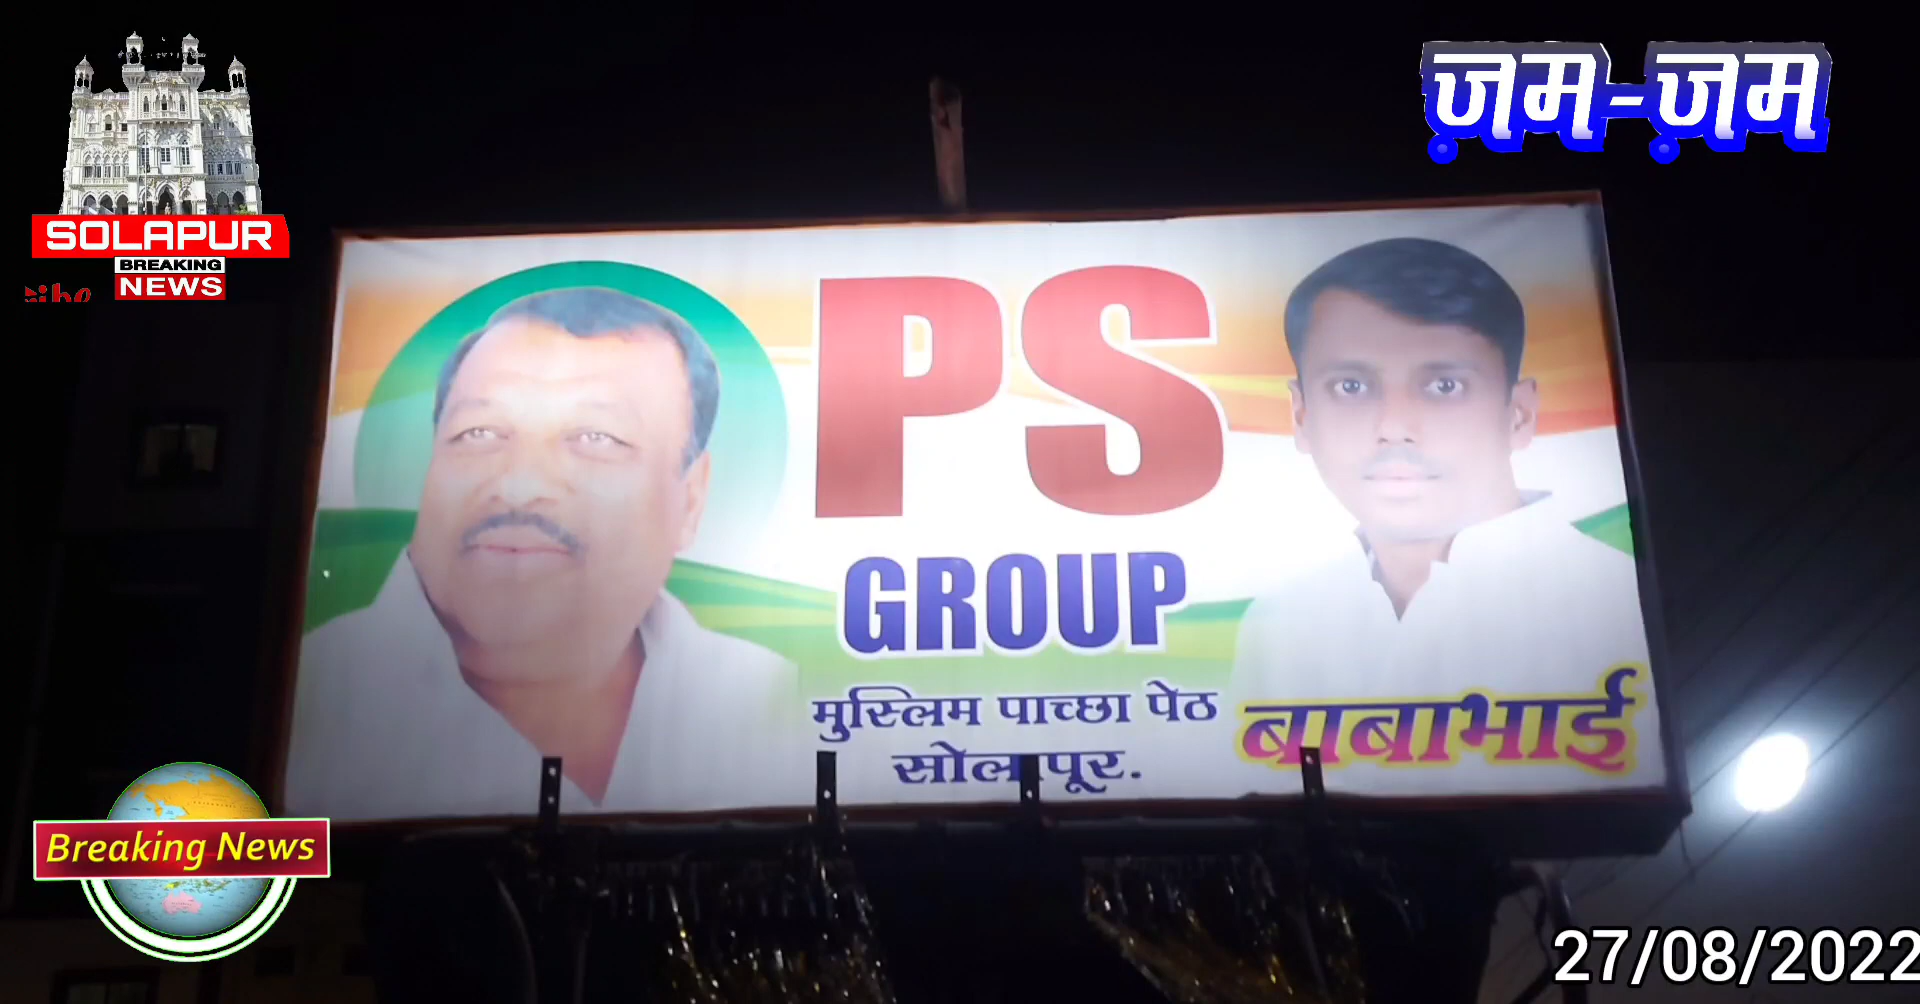 ज़म-ज़म
SOLAPUR
BREAKING
NEWS
PS
GROUP
मुस्लिम पाच्छा पेठ
सोलापूर.
बाबाभाई
Breaking News
27/08/2022